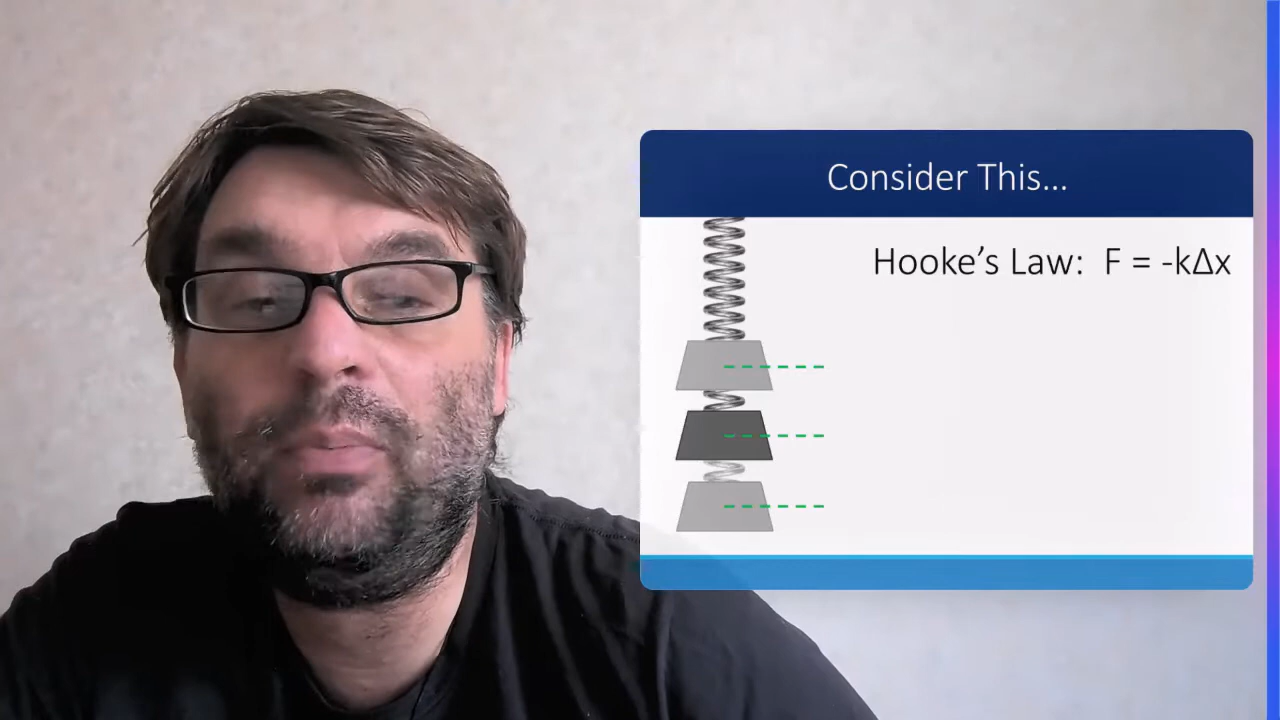 Consider This...
Hooke's Law: F = -kΔx